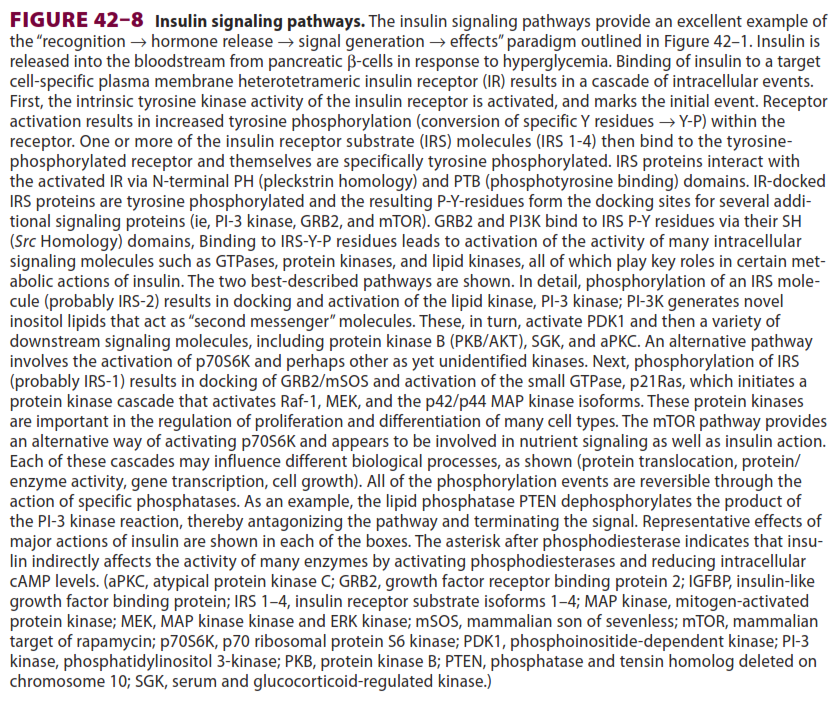 FIGURE 42–8 Insulin signaling pathways. The insulin signaling pathways provide an excellent example of
the “recognition → hormone release → signal generation → effects” paradigm outlined in Figure 42–1. Insulin is
released into the bloodstream from pancreatic β-cells in response to hyperglycemia. Binding of insulin to a target
cell-specific plasma membrane heterotetrameric insulin receptor (IR) results in a cascade of intracellular events.
First, the intrinsic tyrosine kinase activity of the insulin receptor is activated, and marks the initial event. Receptor
activation results in increased tyrosine phosphorylation (conversion of specific Y residues → Y-P) within the
receptor. One or more of the insulin receptor substrate (IRS) molecules (IRS 1-4) then bind to the tyrosine-
phosphorylated receptor and themselves are specifically tyrosine phosphorylated. IRS proteins interact with
the activated IR via N-terminal PH (pleckstrin homology) and PTB (phosphotyrosine binding) domains. IR-docked
IRS proteins are tyrosine phosphorylated and the resulting P-Y-residues form the docking sites for several addi-
tional signaling proteins (ie, PI-3 kinase, GRB2, and mTOR). GRB2 and PI3K bind to IRS P-Y residues via their SH
(Src Homology) domains, Binding to IRS-Y-P residues leads to activation of the activity of many intracellular
signaling molecules such as GTPases, protein kinases, and lipid kinases, all of which play key roles in certain met-
abolic actions of insulin. The two best-described pathways are shown. In detail, phosphorylation of an IRS mole-
cule (probably IRS-2) results in docking and activation of the lipid kinase, PI-3 kinase; PI-3K generates novel
inositol lipids that act as “second messenger” molecules. These, in turn, activate PDK1 and then a variety of
downstream signaling molecules, including protein kinase B (PKB/AKT), SGK, and aPKC. An alternative pathway
involves the activation of p70S6K and perhaps other as yet unidentified kinases. Next, phosphorylation of IRS
(probably IRS-1) results in docking of GRB2/mSOS and activation of the small GTPase, p21Ras, which initiates a
protein kinase cascade that activates Raf-1, MEK, and the p42/p44 MAP kinase isoforms. These protein kinases
are important in the regulation of proliferation and differentiation of many cell types. The mTOR pathway provides
an alternative way of activating p70S6K and appears to be involved in nutrient signaling as well as insulin action.
Each of these cascades may influence different biological processes, as shown (protein translocation, protein/
enzyme activity, gene transcription, cell growth). All of the phosphorylation events are reversible through the
action of specific phosphatases. As an example, the lipid phosphatase PTEN dephosphorylates the product of
the PI-3 kinase reaction, thereby antagonizing the pathway and terminating the signal. Representative effects of
major actions of insulin are shown in each of the boxes. The asterisk after phosphodiesterase indicates that insu-
lin indirectly affects the activity of many enzymes by activating phosphodiesterases and reducing intracellular
cAMP levels. (aPKC, atypical protein kinase C; GRB2, growth factor receptor binding protein 2; IGFBP, insulin-like
growth factor binding protein; IRS 1–4, insulin receptor substrate isoforms 1–4; MAP kinase, mitogen-activated
protein kinase; MEK, MAP kinase kinase and ERK kinase; mSOS, mammalian son of sevenless; mTOR, mammalian
target of rapamycin; p70S6K, p70 ribosomal protein S6 kinase; PDK1, phosphoinositide-dependent kinase; PI-3
kinase, phosphatidylinositol 3-kinase; PKB, protein kinase B; PTEN, phosphatase and tensin homolog deleted on
chromosome 10; SGK, serum and glucocorticoid-regulated kinase.)